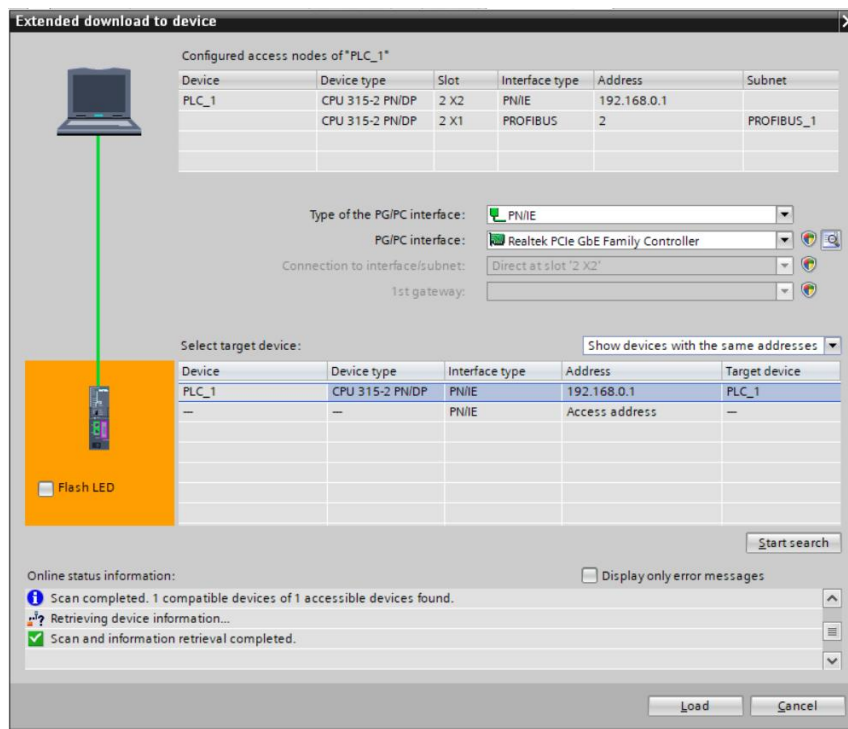 Extended download to device
Configured access nodes of "PLC_1"
Device Device type Slot Interface type Address Subnet
PLC_1 CPU 315-2 PN/DP 2 X2 PN/IE 192.168.0.1
CPU 315-2 PN/DP 2 X1 PROFIBUS 2 PROFIBUS_1
Type of the PG/PC interface: PN/IE
PG/PC interface: Realtek PCIe GbE Family Controller
Connection to interface/subnet: Direct at slot '2 X2'
1st gateway:
Select target device: Show devices with the same addresses
Device Device type Interface type Address Target device
PLC_1 CPU 315-2 PN/DP PN/IE 192.168.0.1 PLC_1
— — PN/IE Access address —
Flash LED
Start search
Online status information: Display only error messages
Scan completed. 1 compatible devices of 1 accessible devices found.
Retrieving device information...
Scan and information retrieval completed.
Load Cancel